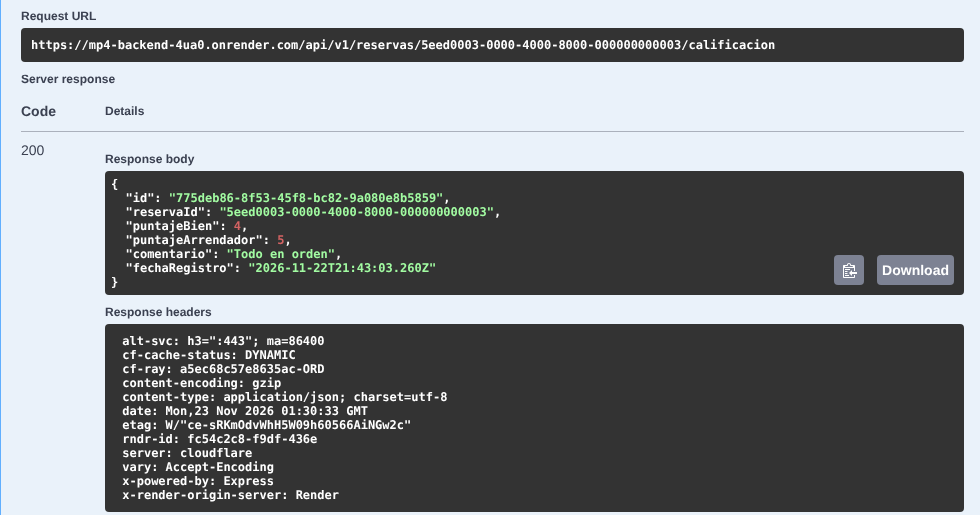 Request URL
https://mp4-backend-4ua0.onrender.com/api/v1/reservas/5eed0003-0000-4000-8000-000000000003/calificacion
Server response
Code Details
200
Response body
{
  "id": "775deb86-8f53-45f8-bc82-9a080e8b5859",
  "reservaId": "5eed0003-0000-4000-8000-000000000003",
  "puntajeBien": 4,
  "puntajeArrendador": 5,
  "comentario": "Todo en orden",
  "fechaRegistro": "2026-11-22T21:43:03.260Z"
}
Download
Response headers
alt-svc: h3=":443"; ma=86400
cf-cache-status: DYNAMIC
cf-ray: a5ec68c57e8635ac-ORD
content-encoding: gzip
content-type: application/json; charset=utf-8
date: Mon,23 Nov 2026 01:30:33 GMT
etag: W/"ce-sRKmOdvWhH5W09h60566AiNGw2c"
rndr-id: fc54c2c8-f9df-436e
server: cloudflare
vary: Accept-Encoding
x-powered-by: Express
x-render-origin-server: Render